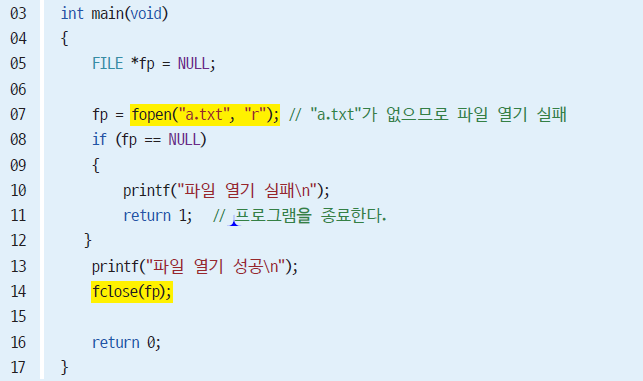 03 int main(void)
04 {
05 FILE *fp = NULL;
06
07 fp = fopen("a.txt", "r"); // "a.txt"가 없으므로 파일 열기 실패
08 if (fp == NULL)
09 {
10 printf("파일 열기 실패\n");
11 return 1; // 프로그램을 종료한다.
12 }
13 printf("파일 열기 성공\n");
14 fclose(fp);
15
16 return 0;
17 }